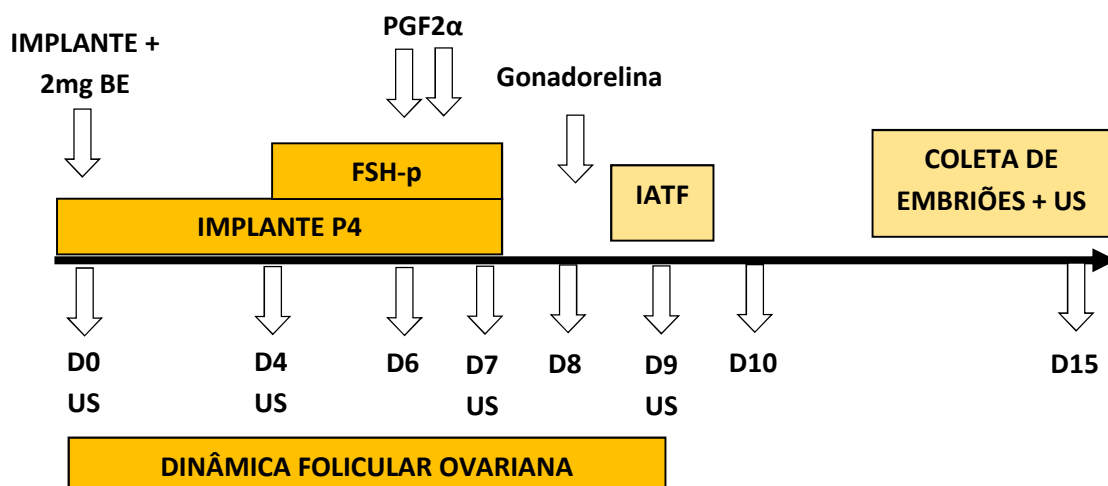 IMPLANTE +
2mg BE
PGF2α
Gonadorelina
FSH-p
IMPLANTE P4
IATF
COLETA DE
EMBRIÕES + US
D0
US
D4
US
D6
D7
US
D8
D9
US
D10
D15
DINÂMICA FOLICULAR OVARIANA